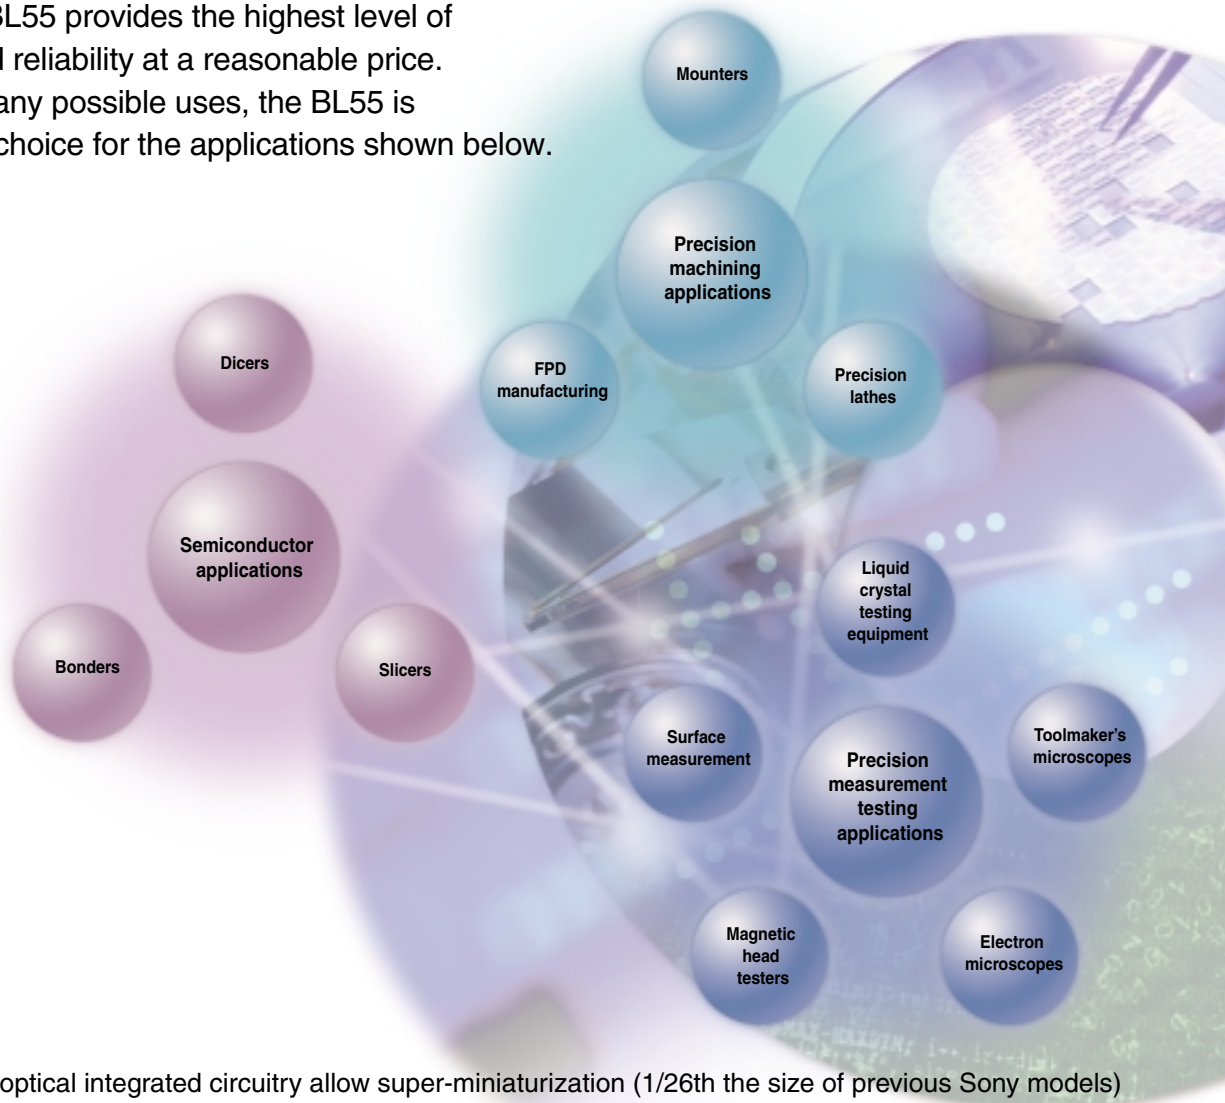 BL55 provides the highest level of
reliability at a reasonable price.
any possible uses, the BL55 is
choice for the applications shown below.
Mounters
Precision
machining
applications
FPD
manufacturing
Precision
lathes
Dicers
Semiconductor
applications
Bonders
Slicers
Liquid
crystal
testing
equipment
Surface
measurement
Precision
measurement
testing
applications
Toolmaker's
microscopes
Magnetic
head
testers
Electron
microscopes
optical integrated circuitry allow super-miniaturization (1/26th the size of previous Sony models)